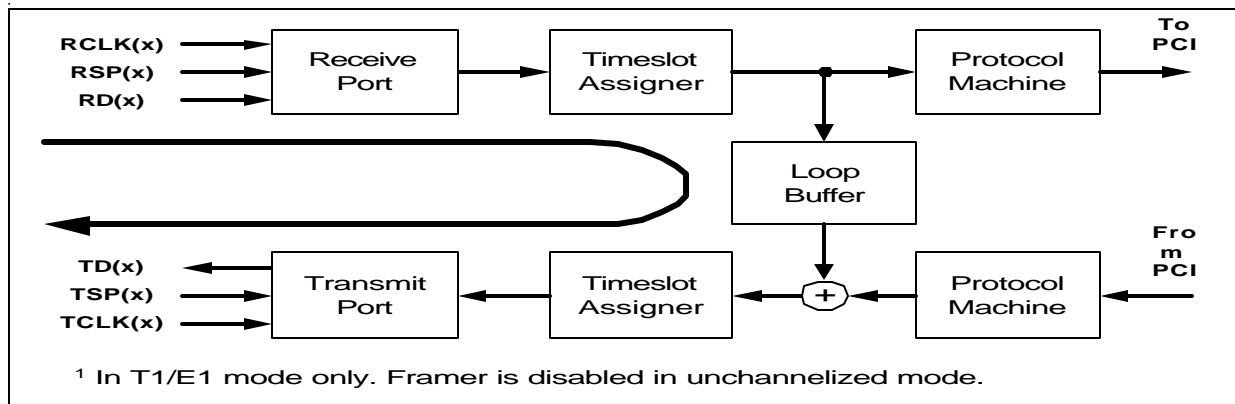 RCLK(x)
RSP(x)
RD(x)
Receive
Port
Timeslot
Assigner
Protocol
Machine
To
PCI
Loop
Buffer
TD(x)
TSP(x)
TCLK(x)
Transmit
Port
Timeslot
Assigner
+
Protocol
Machine
Fro
m
PCI
¹ In T1/E1 mode only. Framer is disabled in unchannelized mode.